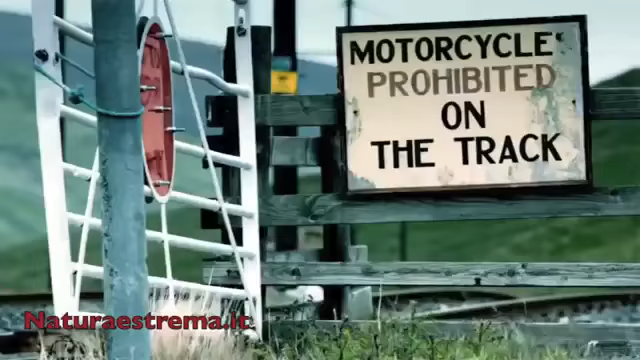 MOTORCYCLE'
PROHIBITED
ON
THE TRACK
Naturaestrema.it